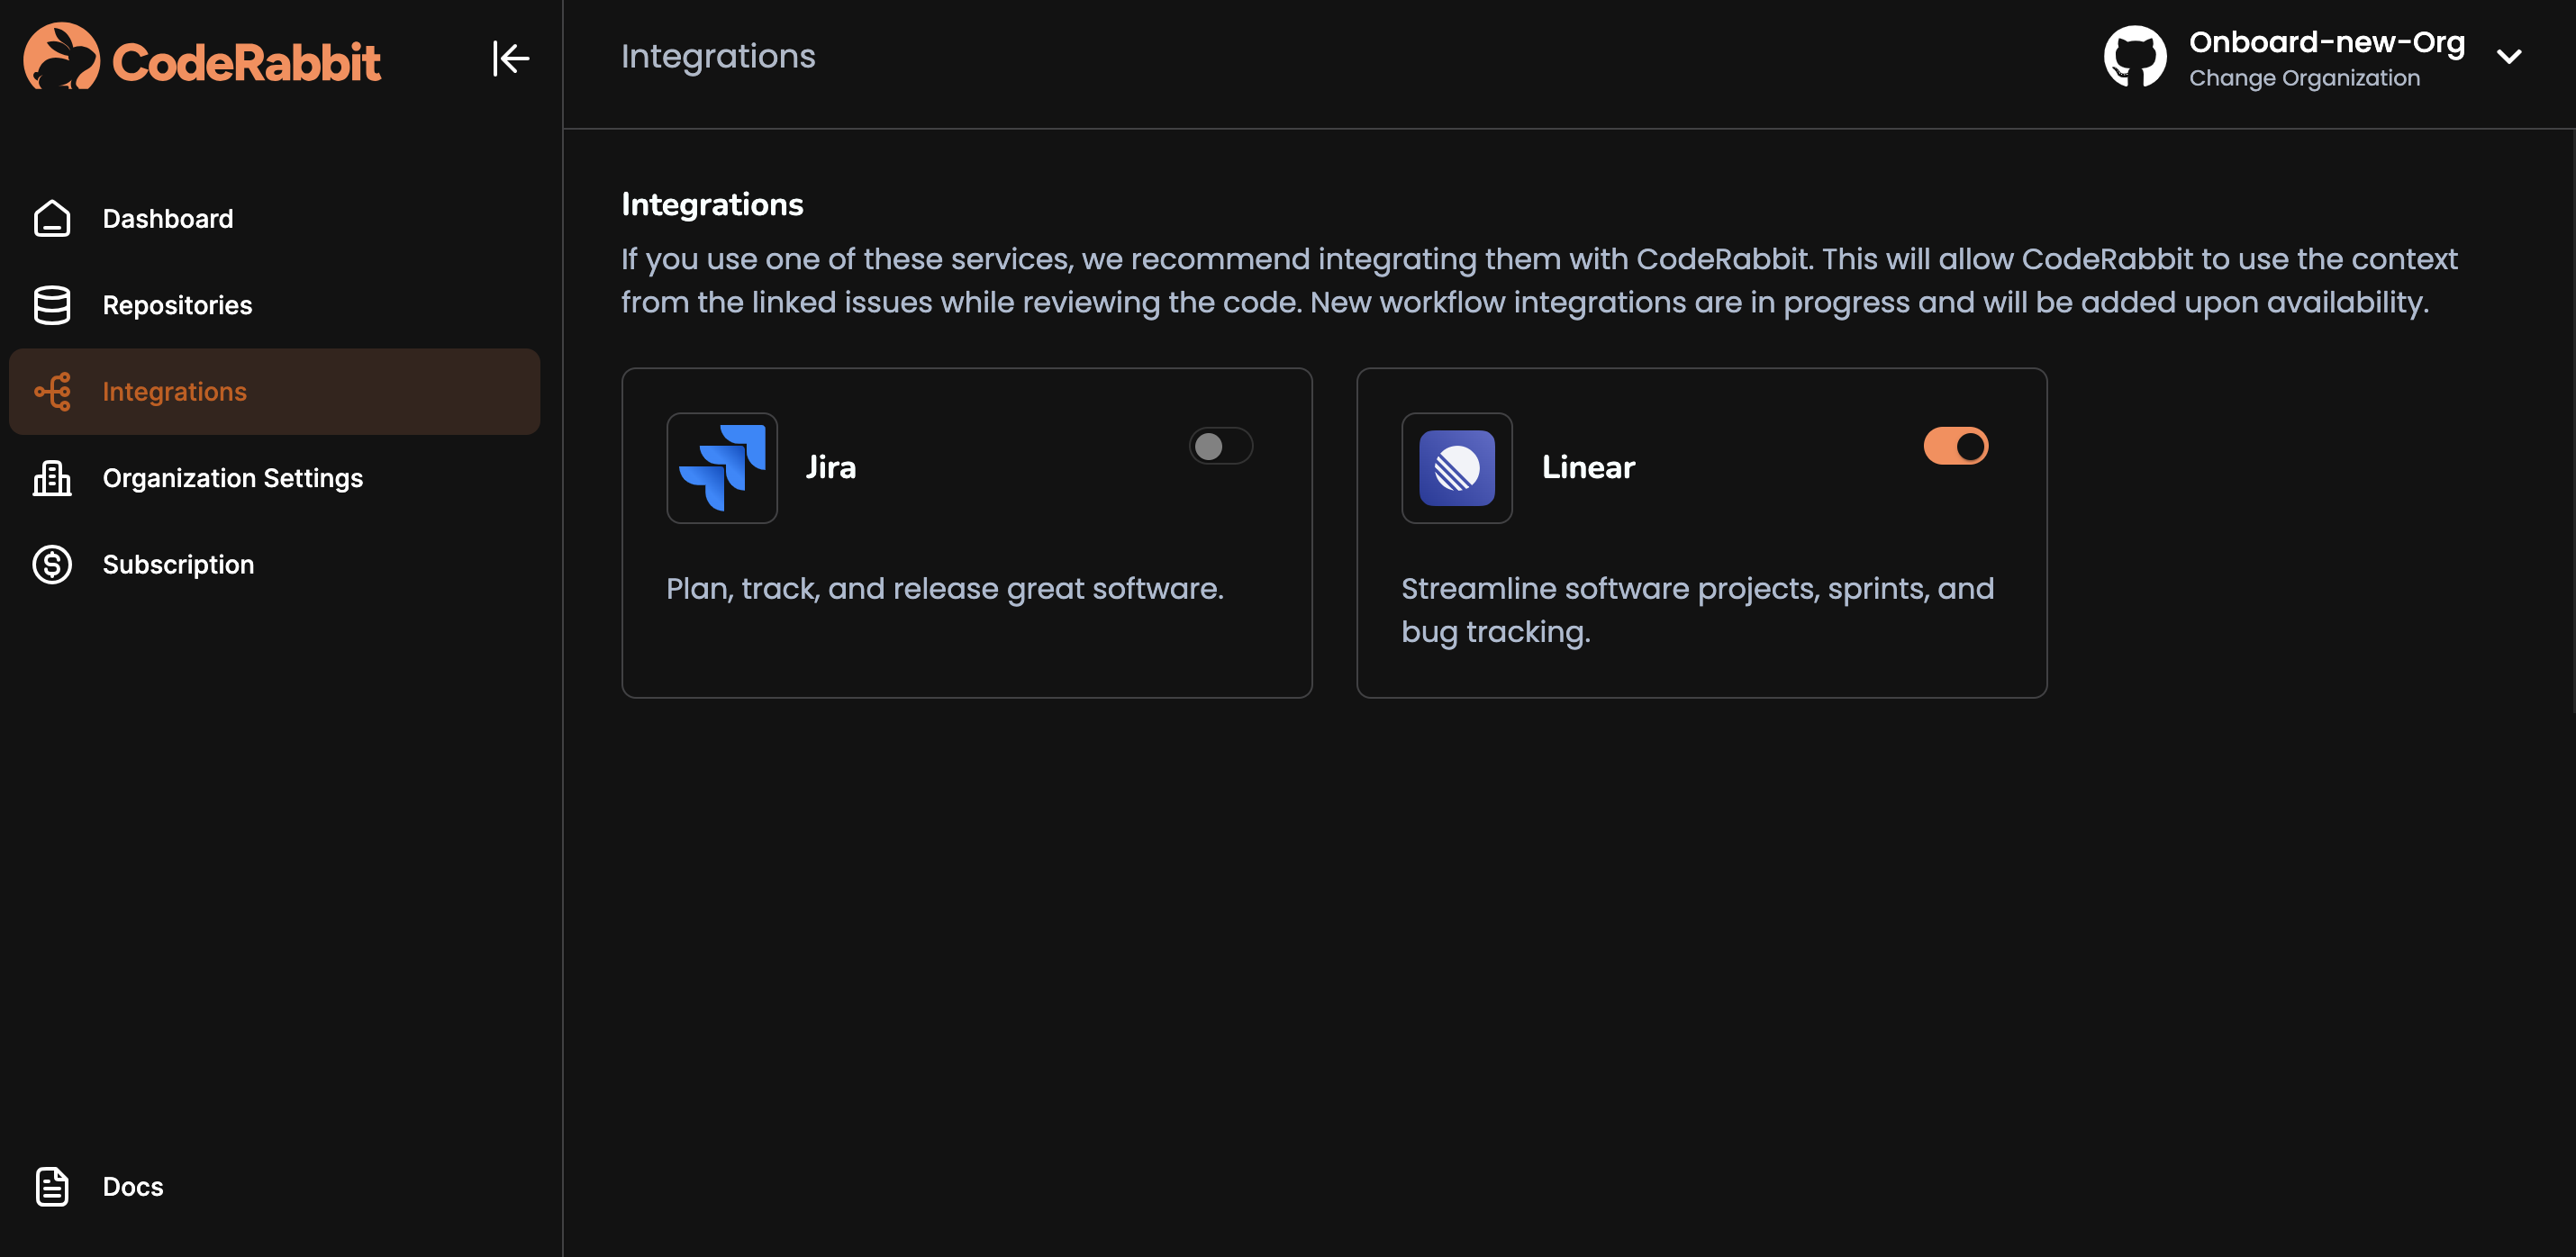 CodeRabbit
Dashboard
Repositories
Integrations
Organization Settings
Subscription
Docs
Integrations
Onboard-new-Org
Change Organization
Integrations
If you use one of these services, we recommend integrating them with CodeRabbit. This will allow CodeRabbit to use the context
from the linked issues while reviewing the code. New workflow integrations are in progress and will be added upon availability.
Jira
Plan, track, and release great software.
Linear
Streamline software projects, sprints, and
bug tracking.